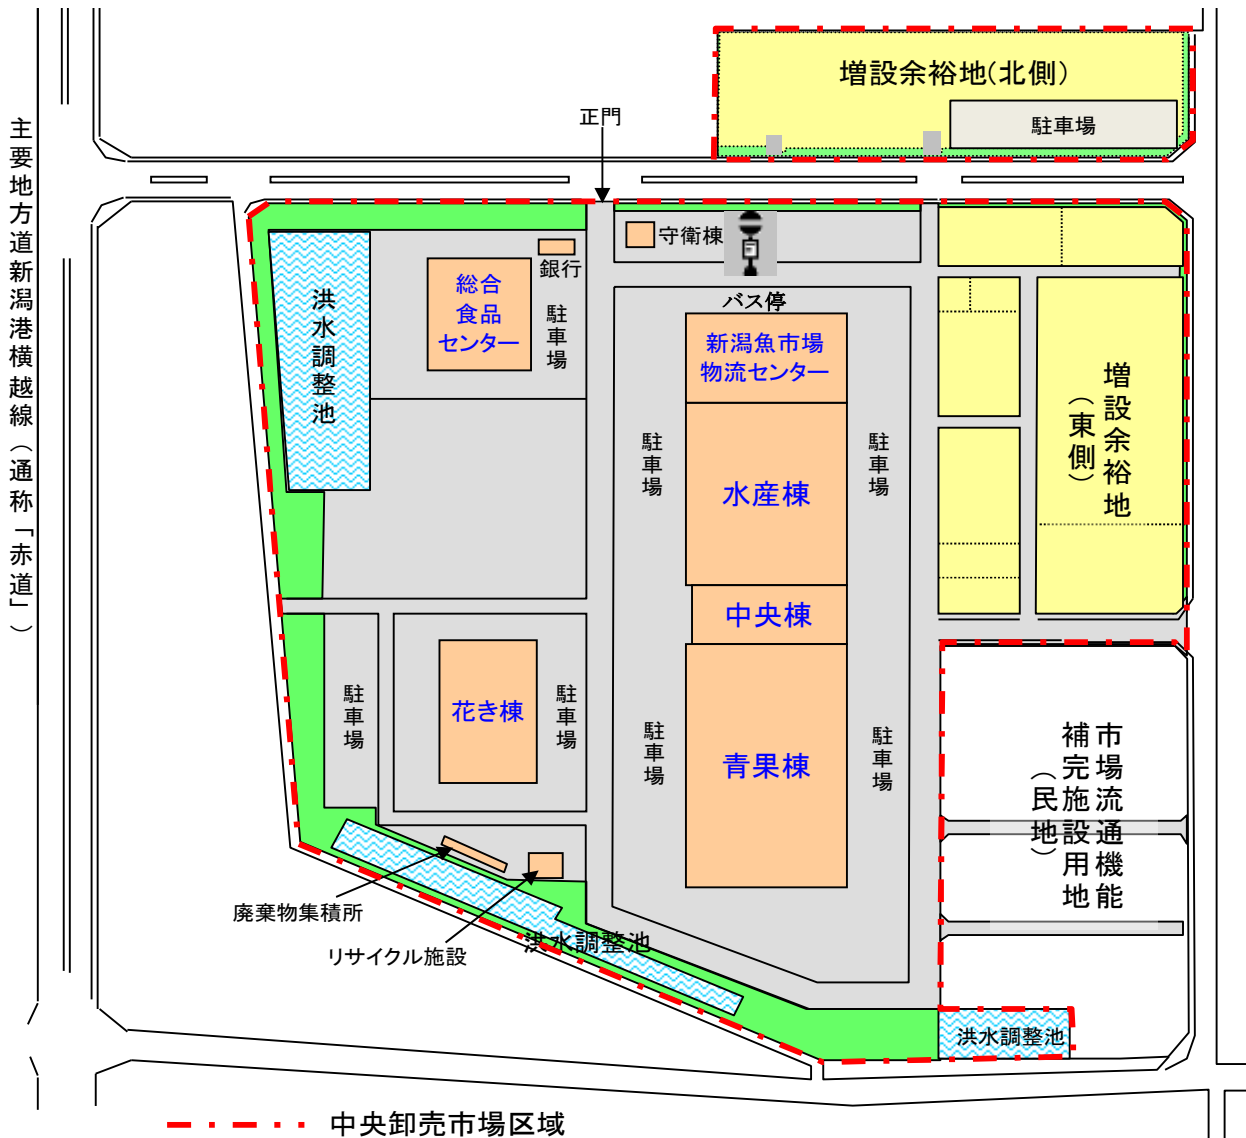 増設余裕地(北側)
駐車場
正門
主要地方道新潟港横越線(通称「赤道」)
守衛棟
銀行
バス停
総合
食品
センター
駐車場
洪水調整池
新潟魚市場
物流センター
増設余裕地
(東側)
駐車場
駐車場
水産棟
中央棟
花き棟
駐車場
駐車場
駐車場
駐車場
青果棟
市場流通機能
補完施設用地
(民地)
廃棄物集積所
リサイクル施設
洪水調整池
洪水調整池
中央卸売市場区域